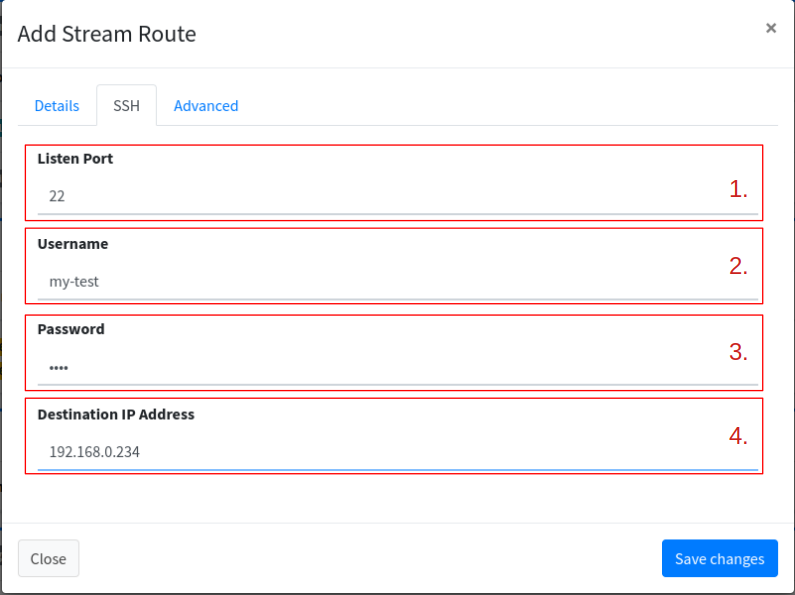 Add Stream Route ×
Details SSH Advanced
Listen Port
22 1.
Username
my-test 2.
Password
•••• 3.
Destination IP Address
192.168.0.234 4.
Close Save changes